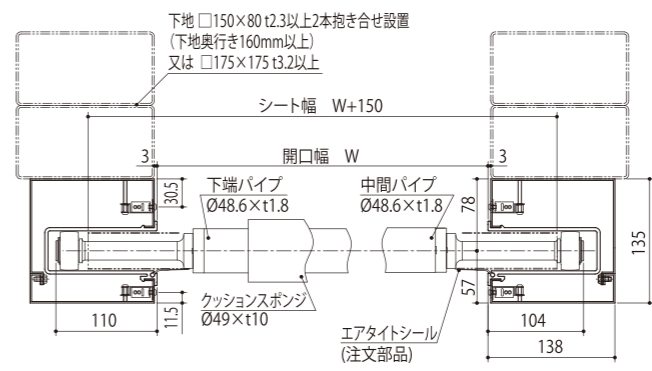 下地 □150×80 t2.3以上2本抱き合せ設置
(下地奥行き160mm以上)
又は □175×175 t3.2以上
シート幅 W+150
3
開口幅 W
3
30.5
下端パイプ
Ø48.6×t1.8
中間パイプ
Ø48.6×t1.8
78
135
57
クッションスポンジ
Ø49×t10
エアタイトシール
(注文部品)
110
11.5
104
138